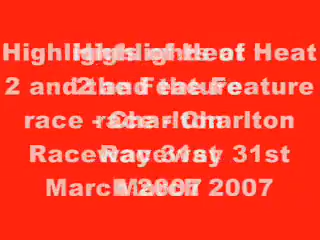 Highlights of Heat
2 and the Feature
race - Charlton
Raceway 31st
March 2007